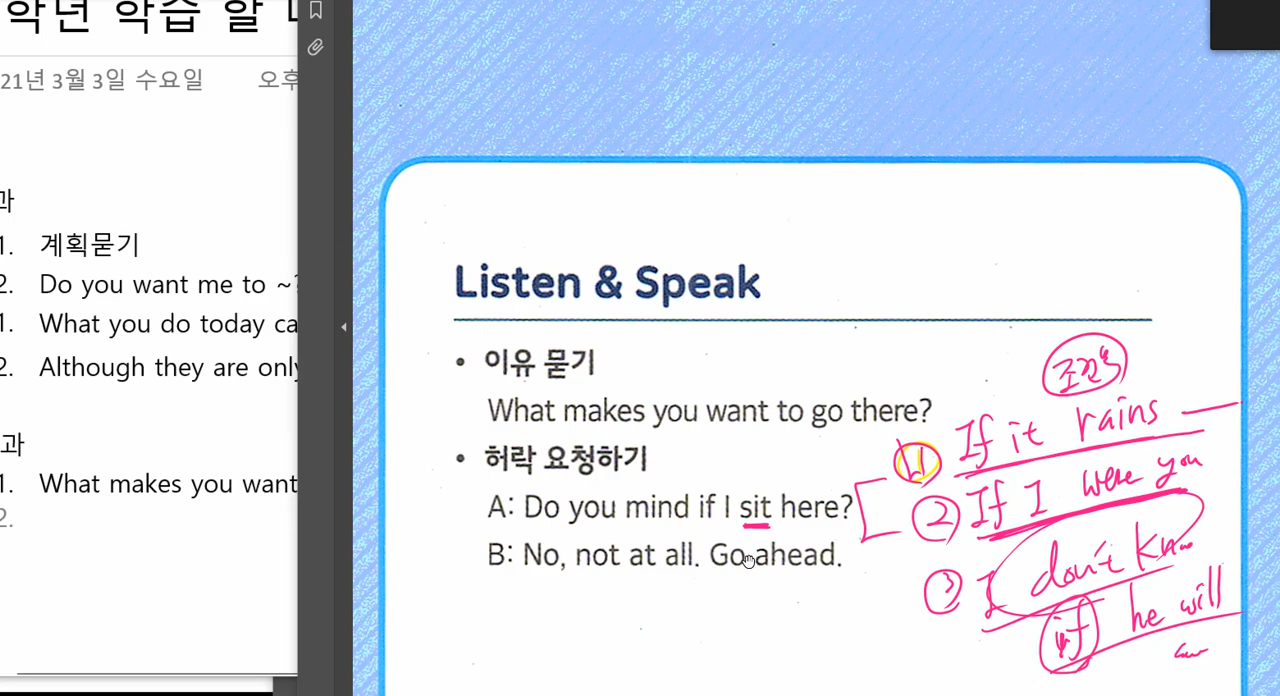 학년 학습 할
21년 3월 3일 수요일 오후
과
1. 계획묻기
2. Do you want me to ~?
1. What you do today ca
2. Although they are only
과
1. What makes you want
2.
Listen & Speak
• 이유 묻기
What makes you want to go there?
• 허락 요청하기
A: Do you mind if I sit here?
B: No, not at all. Go ahead.
조건
① If it rains
② If I were you
③ I don't know
if he will